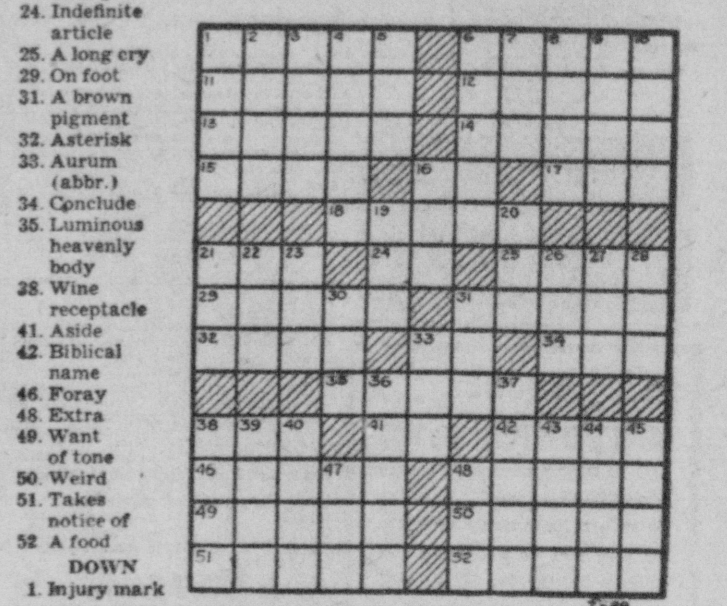 24. Indefinite
article
25. A long cry
29. On foot
31. A brown
pigment
32. Asterisk
33. Aurum
(abbr.)
34. Conclude
35. Luminous
heavenly
body
38. Wine
receptacle
41. Aside
42. Biblical
name
46. Foray
48. Extra
49. Want
of tone
50. Weird
51. Takes
notice of
52 A food
DOWN
1. Injury mark
1 2 3 4 5 6 7 8 9 10
11 12
13 14
15 16 17
18 19 20
21 22 23 24 25 26 27 28
29 30 31
32 33 34
35 36 37
38 39 40 41 42 43 44 45
46 47 48
49 50
51 52